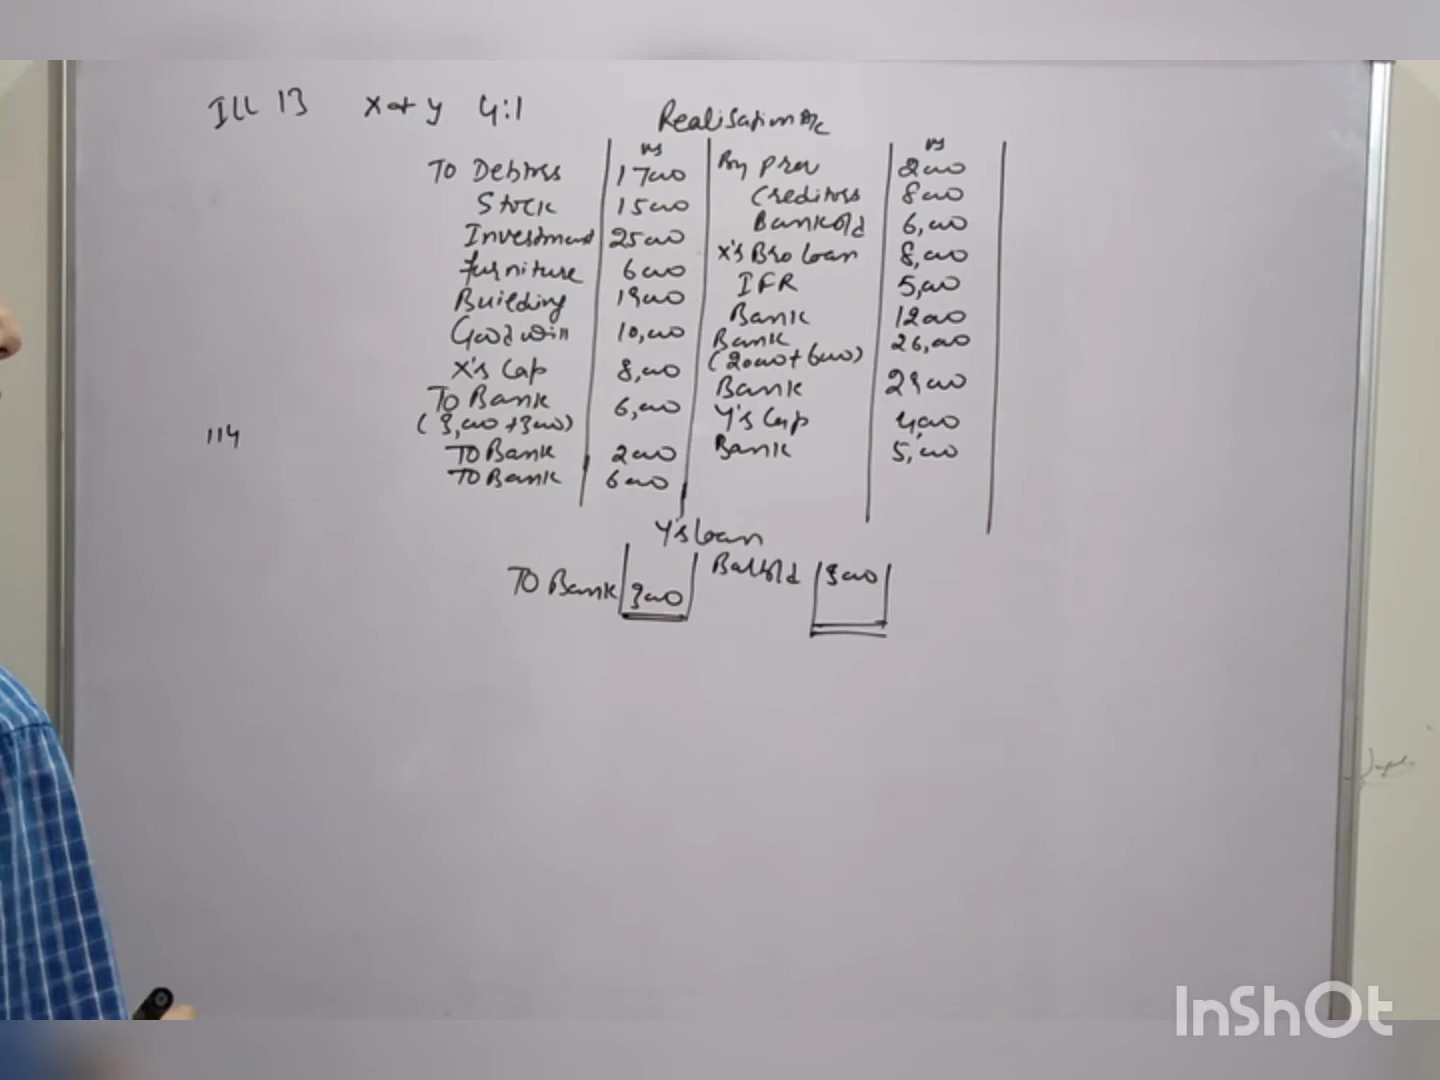 Ill 13 X & Y 4:1
Realisation A/c
Rs Rs
To Debtors 17000 By Prov 2000
Stock 15000 Creditors 8000
Investment 25000 Bank O/d 6,000
X's Bro Loan 8,000
Furniture 6000 IFR 5,000
Building 19000 Bank 12000
Goodwill 10,000 Bank 26,000
(20000+6000)
X's Cap 8,000 Bank 29000
To Bank 6,000 Y's Cap 4000
(3,000+3000)
114
To Bank 2000 Bank 5,000
To Bank 6000
Y's Loan
To Bank 3000 Bal b/d 3000
InShOt